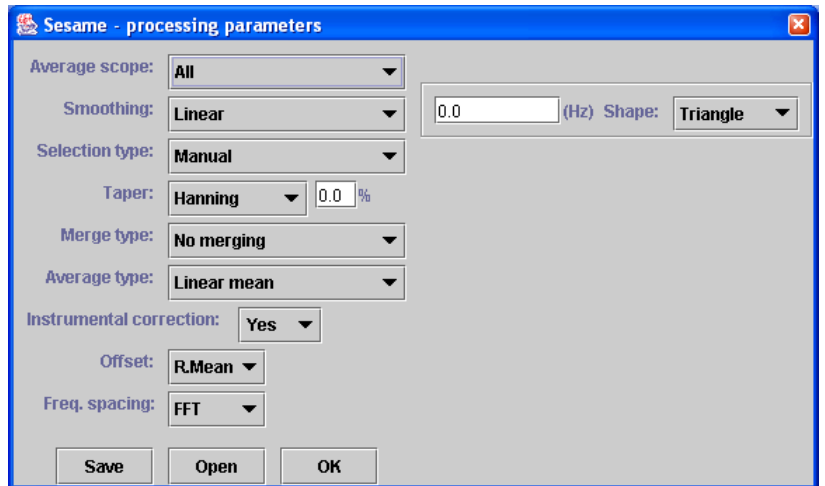 Sesame - processing parameters
Average scope: All
Smoothing: Linear 0.0 (Hz) Shape: Triangle
Selection type: Manual
Taper: Hanning 0.0 %
Merge type: No merging
Average type: Linear mean
Instrumental correction: Yes
Offset: R.Mean
Freq. spacing: FFT
Save Open OK